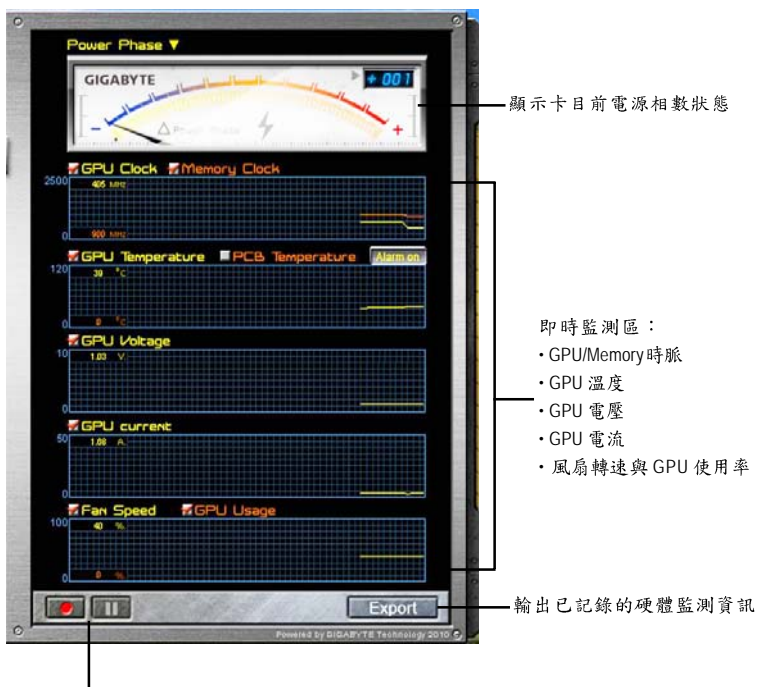 Power Phase ▼
GIGABYTE
+001
顯示卡目前電源相數狀態
- △ Power Phase +
GPU Clock Memory Clock
2500
405 MHz
0
900 MHz
GPU Temperature PCB Temperature Alarm on
120
39 °C
0
0 °C
即時監測區：
• GPU/Memory時脈
• GPU 溫度
• GPU 電壓
• GPU 電流
• 風扇轉速與 GPU 使用率
GPU Voltage
10
1.03 V.
0
GPU current
50
1.08 A.
0
Fan Speed GPU Usage
100
40 %.
0
0 %.
Export
輸出已記錄的硬體監測資訊
Powered by GIGABYTE Technology 2010